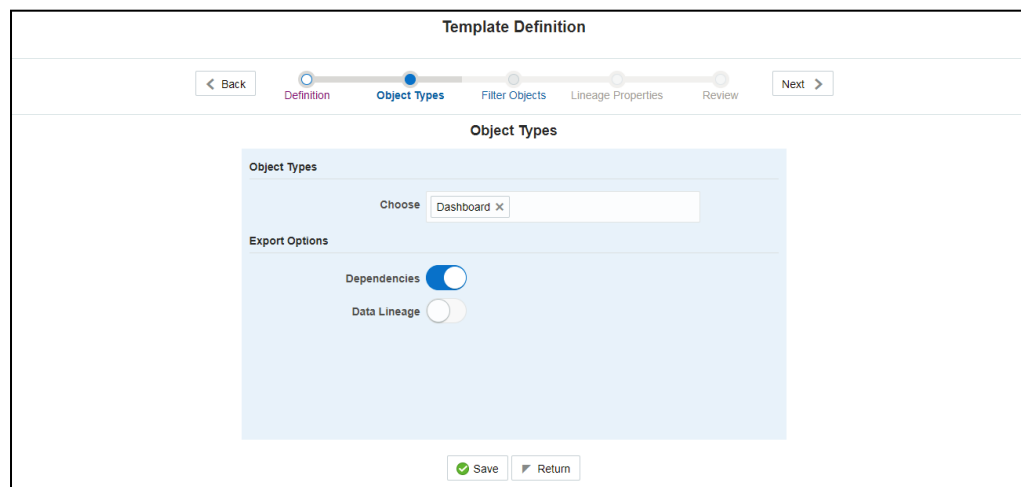 Template Definition
Back
Next
Definition
Object Types
Filter Objects
Lineage Properties
Review
Object Types
Object Types
Choose
Dashboard
Export Options
Dependencies
Data Lineage
Save
Return